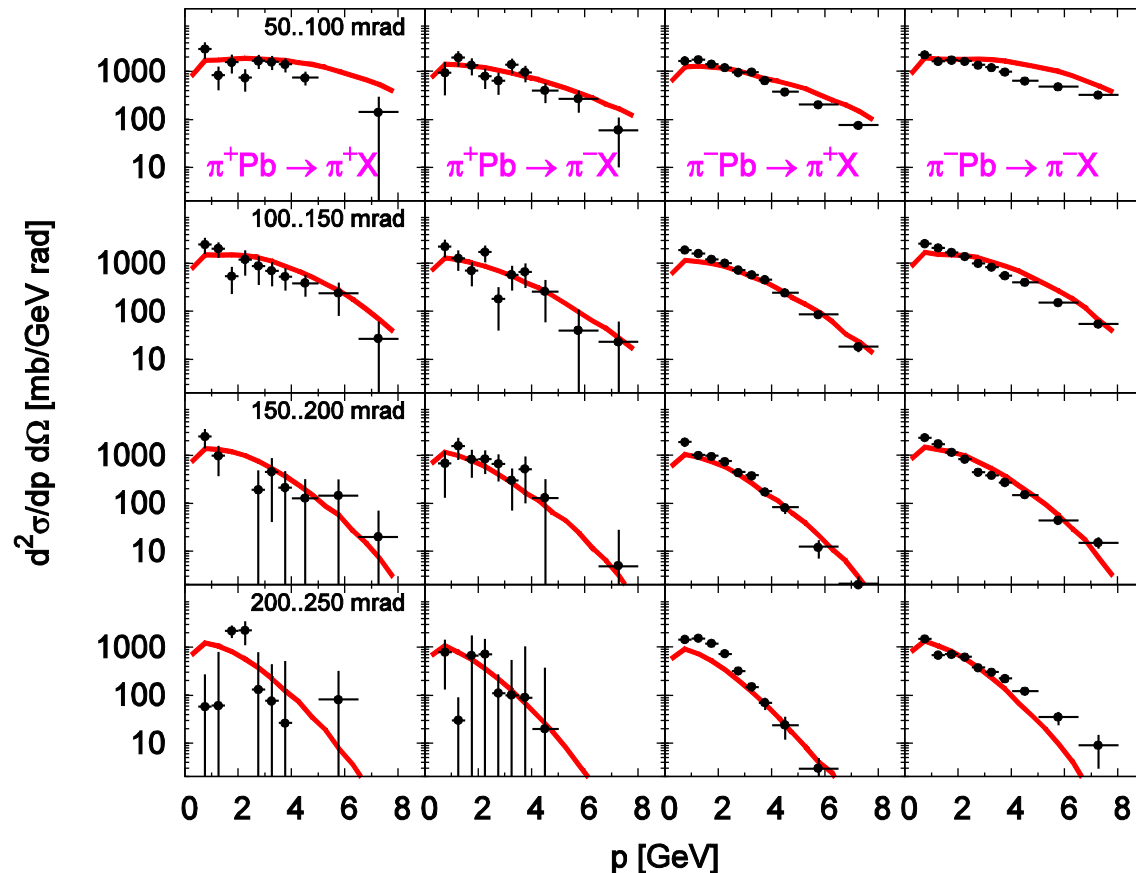 50..100 mrad
1000
100
10
π⁺Pb → π⁺X
π⁺Pb → π⁻X
π⁻Pb → π⁺X
π⁻Pb → π⁻X
100..150 mrad
1000
100
10
150..200 mrad
1000
100
10
200..250 mrad
1000
100
10
0 2 4 6 8 0 2 4 6 8 0 2 4 6 8 0 2 4 6 8
d²σ/dp dΩ [mb/GeV rad]
p [GeV]